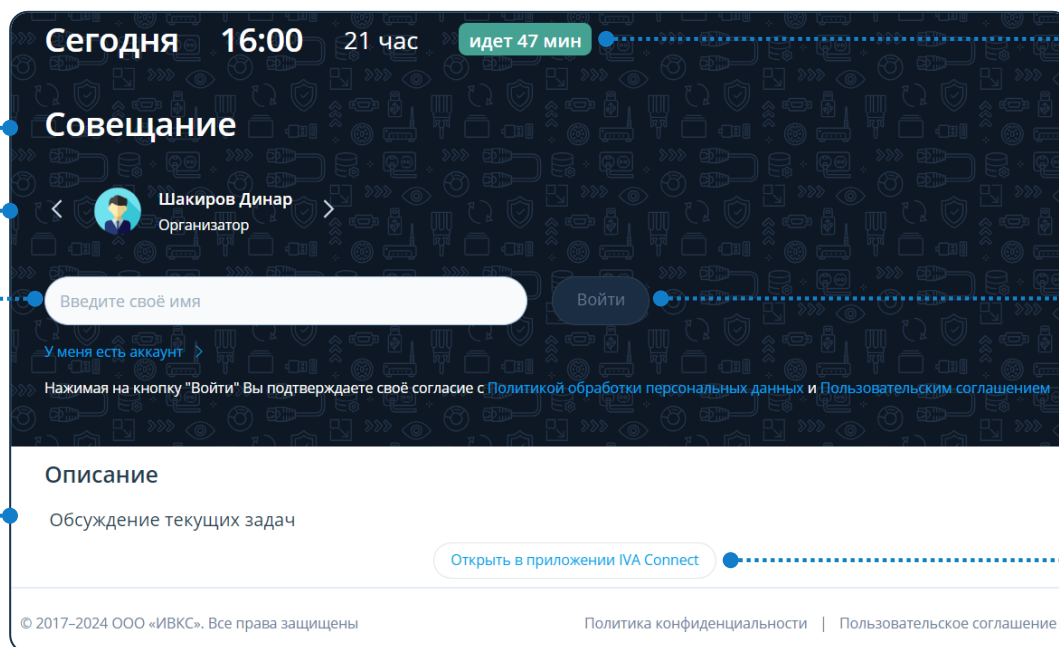 Сегодня 16:00 21 час идет 47 мин
Совещание
Шакиров Динар
Организатор
Введите своё имя Войти
У меня есть аккаунт
Нажимая на кнопку "Войти" Вы подтверждаете своё согласие с Политикой обработки персональных данных и Пользовательским соглашением
Описание
Обсуждение текущих задач
Открыть в приложении IVA Connect
© 2017–2024 ООО «ИВКС». Все права защищены Политика конфиденциальности | Пользовательское соглашение